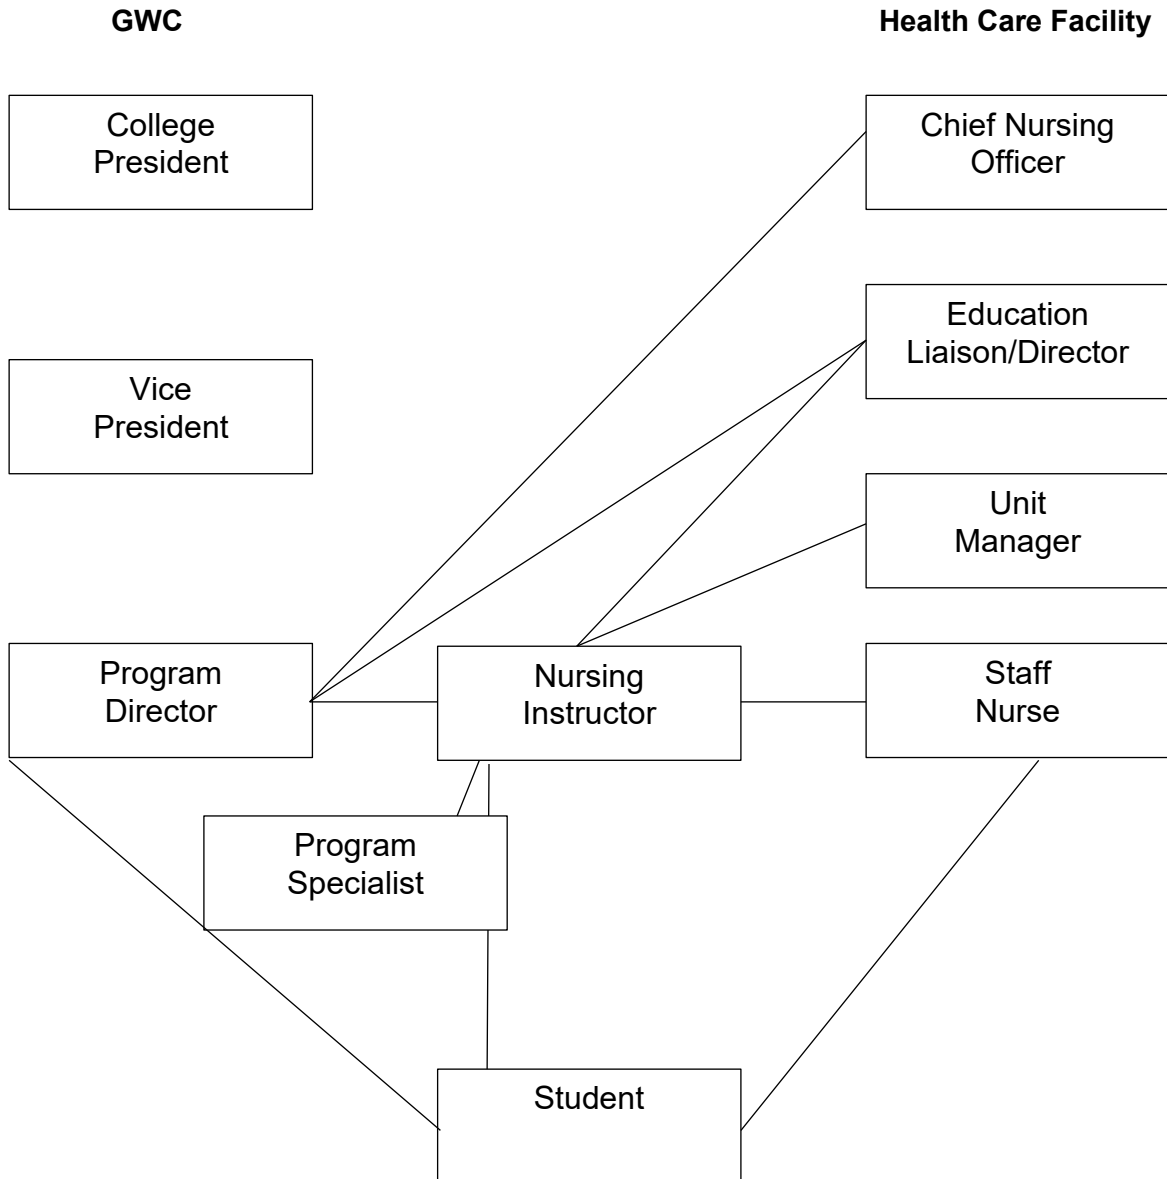 GWC
Health Care Facility
College
President
Chief Nursing
Officer
Education
Liaison/Director
Vice
President
Unit
Manager
Program
Director
Nursing
Instructor
Staff
Nurse
Program
Specialist
Student